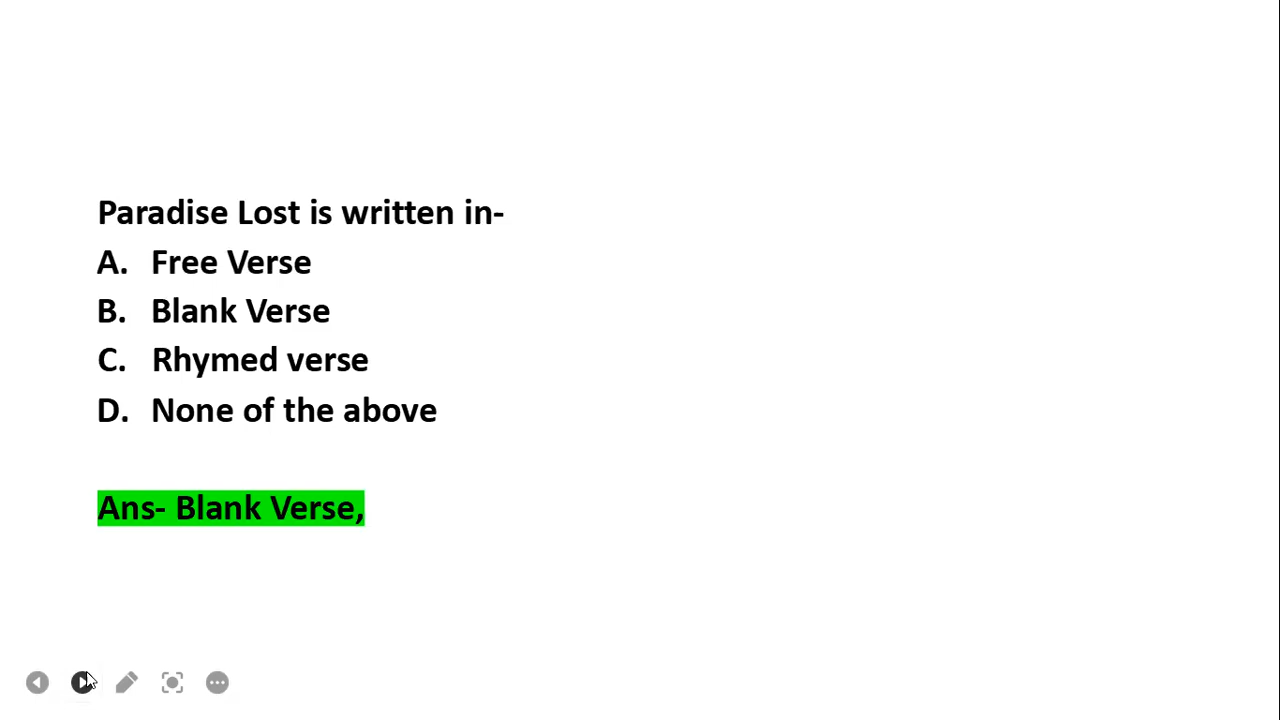 Paradise Lost is written in-
A. Free Verse
B. Blank Verse
C. Rhymed verse
D. None of the above
Ans- Blank Verse,